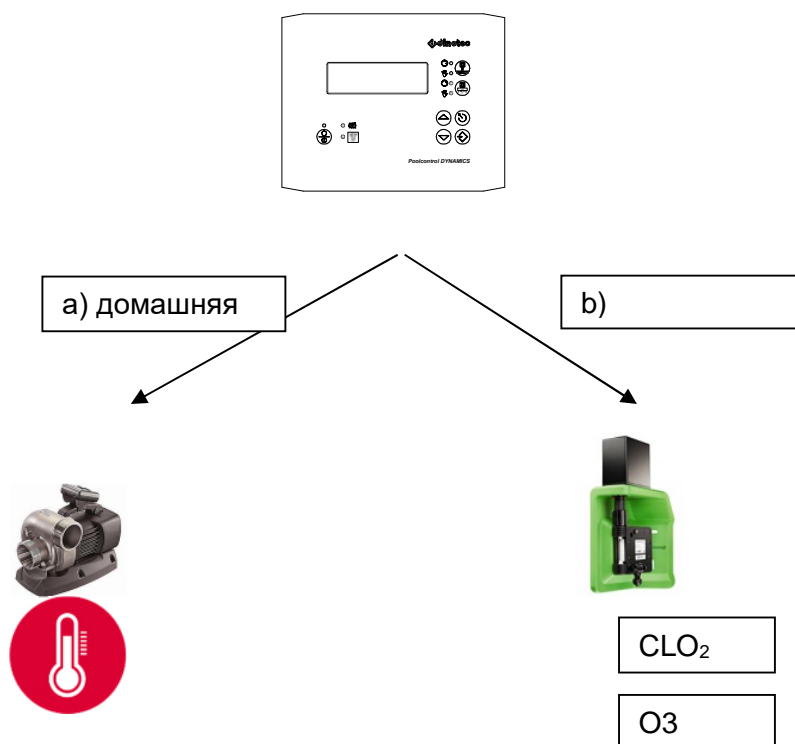 dinotec
Poolcontrol DYNAMICS
a) домашняя
b)
CLO₂
O3